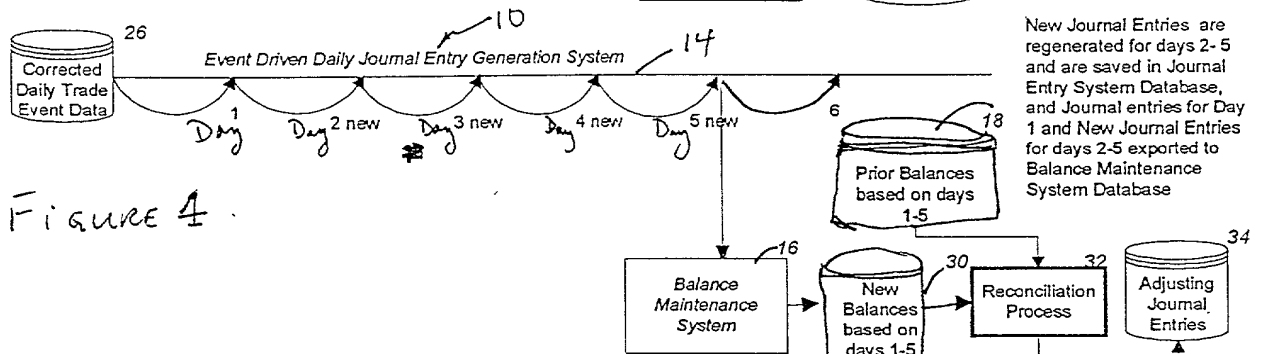 10
26
Event Driven Daily Journal Entry Generation System
14
New Journal Entries are
regenerated for days 2-5
and are saved in Journal
Entry System Database,
and Journal entries for Day
1 and New Journal Entries
for days 2-5 exported to
Balance Maintenance
System Database
Corrected
Daily Trade
Event Data
Day 1
Day 2 new
Day 3 new
Day 4 new
Day 5 new
6
18
Prior Balances
based on days
1-5
FIGURE 1.
16
Balance
Maintenance
System
30
New
Balances
based on
days 1-5
32
Reconciliation
Process
34
Adjusting
Journal
Entries